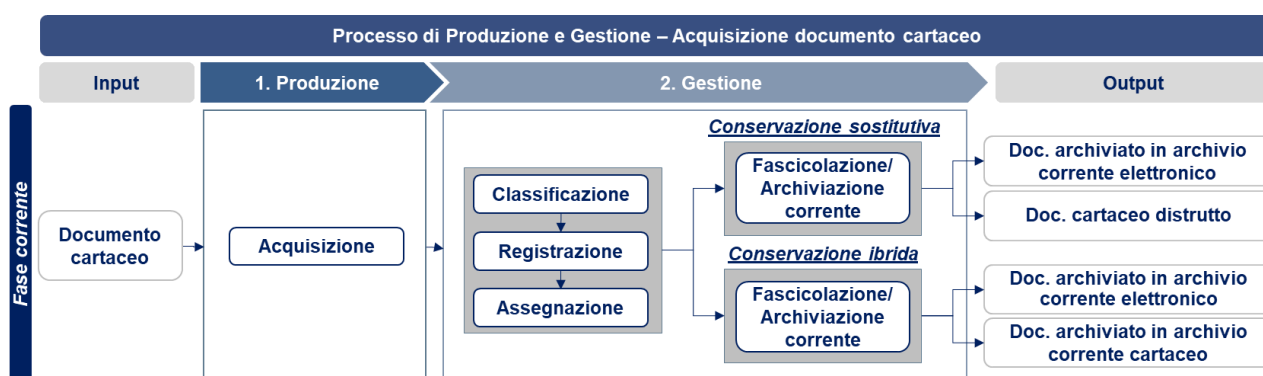 Processo di Produzione e Gestione – Acquisizione documento cartaceo
Input
1. Produzione
2. Gestione
Output
Fase corrente
Documento
cartaceo
Acquisizione
Classificazione
Registrazione
Assegnazione
Conservazione sostitutiva
Fascicolazione/
Archiviazione
corrente
Conservazione ibrida
Fascicolazione/
Archiviazione
corrente
Doc. archiviato in archivio
corrente elettronico
Doc. cartaceo distrutto
Doc. archiviato in archivio
corrente elettronico
Doc. archiviato in archivio
corrente cartaceo